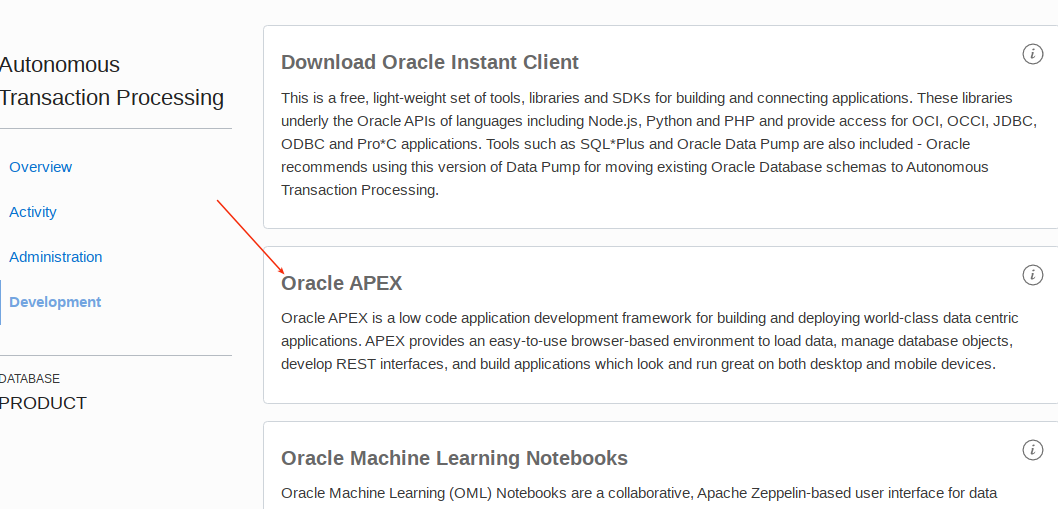 Autonomous
Transaction Processing
Overview
Activity
Administration
Development
DATABASE
PRODUCT
Download Oracle Instant Client
This is a free, light-weight set of tools, libraries and SDKs for building and connecting applications. These libraries
underly the Oracle APIs of languages including Node.js, Python and PHP and provide access for OCI, OCCI, JDBC,
ODBC and Pro*C applications. Tools such as SQL*Plus and Oracle Data Pump are also included - Oracle
recommends using this version of Data Pump for moving existing Oracle Database schemas to Autonomous
Transaction Processing.
Oracle APEX
Oracle APEX is a low code application development framework for building and deploying world-class data centric
applications. APEX provides an easy-to-use browser-based environment to load data, manage database objects,
develop REST interfaces, and build applications which look and run great on both desktop and mobile devices.
Oracle Machine Learning Notebooks
Oracle Machine Learning (OML) Notebooks are a collaborative, Apache Zeppelin-based user interface for data